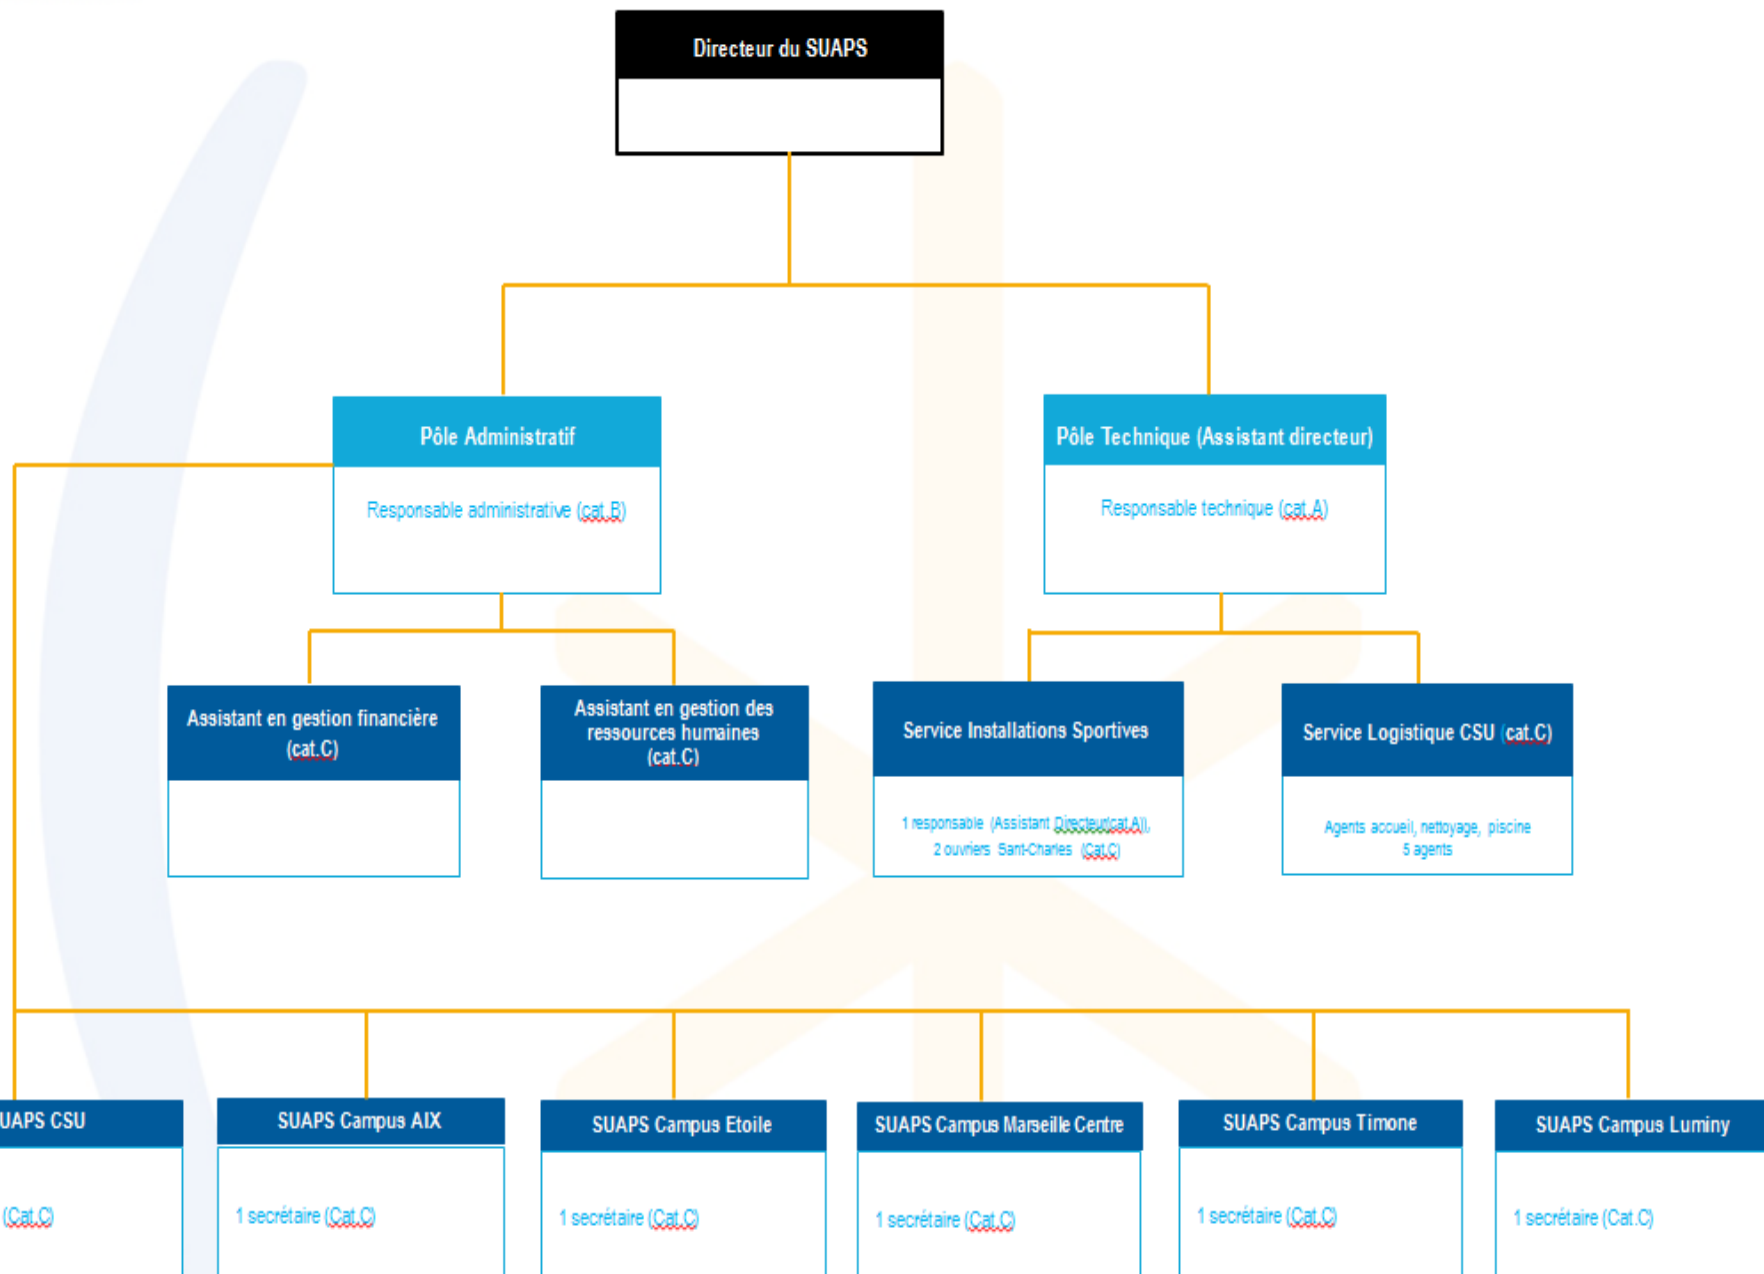 Directeur du SUAPS
Pôle Administratif
Pôle Technique (Assistant directeur)
Responsable administrative (cat.B)
Responsable technique (cat.A)
Assistant en gestion financière
(cat.C)
Assistant en gestion des
ressources humaines
(cat.C)
Service Installations Sportives
1 responsable (Assistant Directeur(cat.A)),
2 ouvriers Sant-Charles (Cat.C)
Service Logistique CSU (cat.C)
Agents accueil, nettoyage, piscine
5 agents
UAPS CSU
(Cat.C)
SUAPS Campus AIX
1 secrétaire (Cat.C)
SUAPS Campus Etoile
1 secrétaire (Cat.C)
SUAPS Campus Marseille Centre
1 secrétaire (Cat.C)
SUAPS Campus Timone
1 secrétaire (Cat.C)
SUAPS Campus Luminy
1 secrétaire (Cat.C)